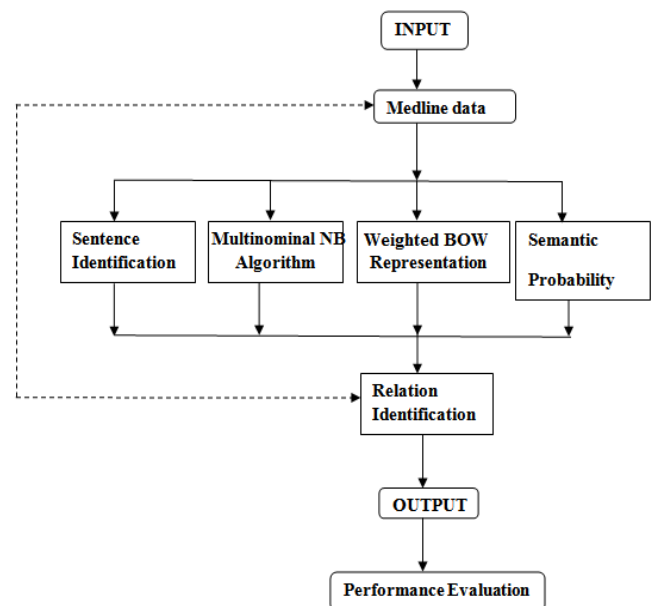 INPUT
Medline data
Sentence
Identification
Multinominal NB
Algorithm
Weighted BOW
Representation
Semantic
Probability
Relation
Identification
OUTPUT
Performance Evaluation